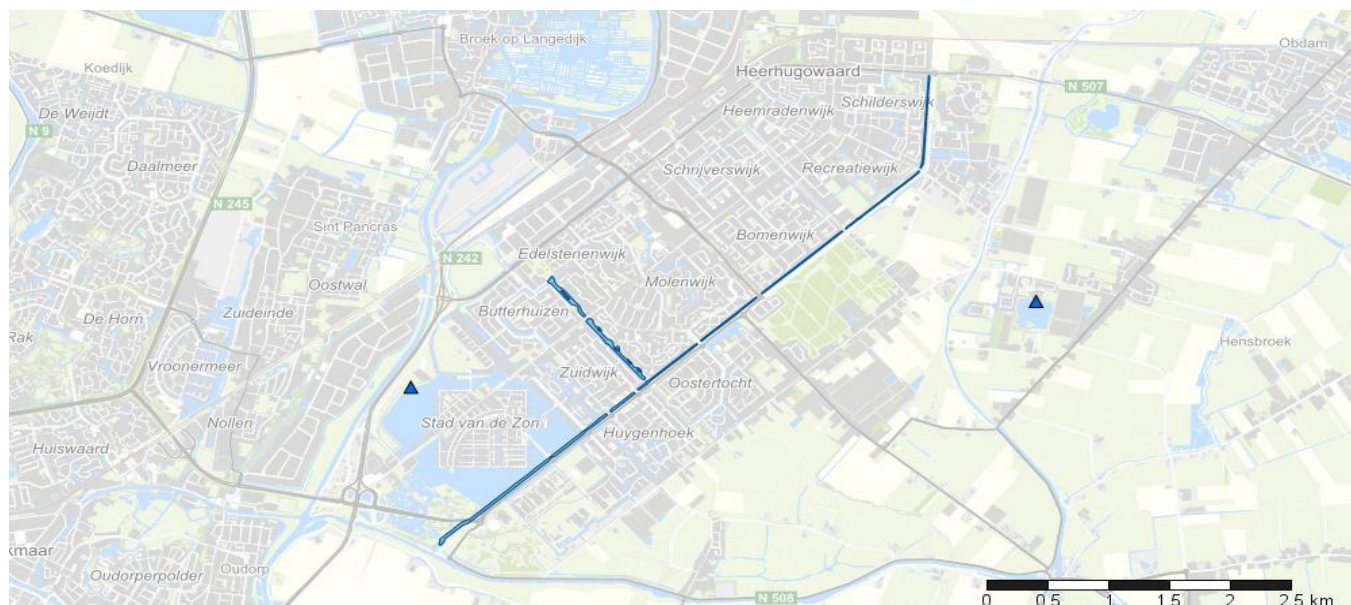 Broek op Langedijk
Obdam
Koedijk
Heerhugowaard
N 507
De Weijdt
N 9
Schilderswijk
Heemradenwijk
Daalmeer
Schrijverswijk
Recreatiewijk
N 245
Sint Pancras
Bomenwijk
Edelstenenwijk
N 242
Molenwijk
Oostwal
Butterhuizen
Zuideinde
De Horn
Rak
Hensbroek
Vroonermeer
Zuidwijk
Oostertocht
Stad van de Zon
Nollen
Huygenhoek
Huiswaard
kmaar
Oudorperpolder
Oudorp
N 508
0 0.5 1 1.5 2 2.5 km